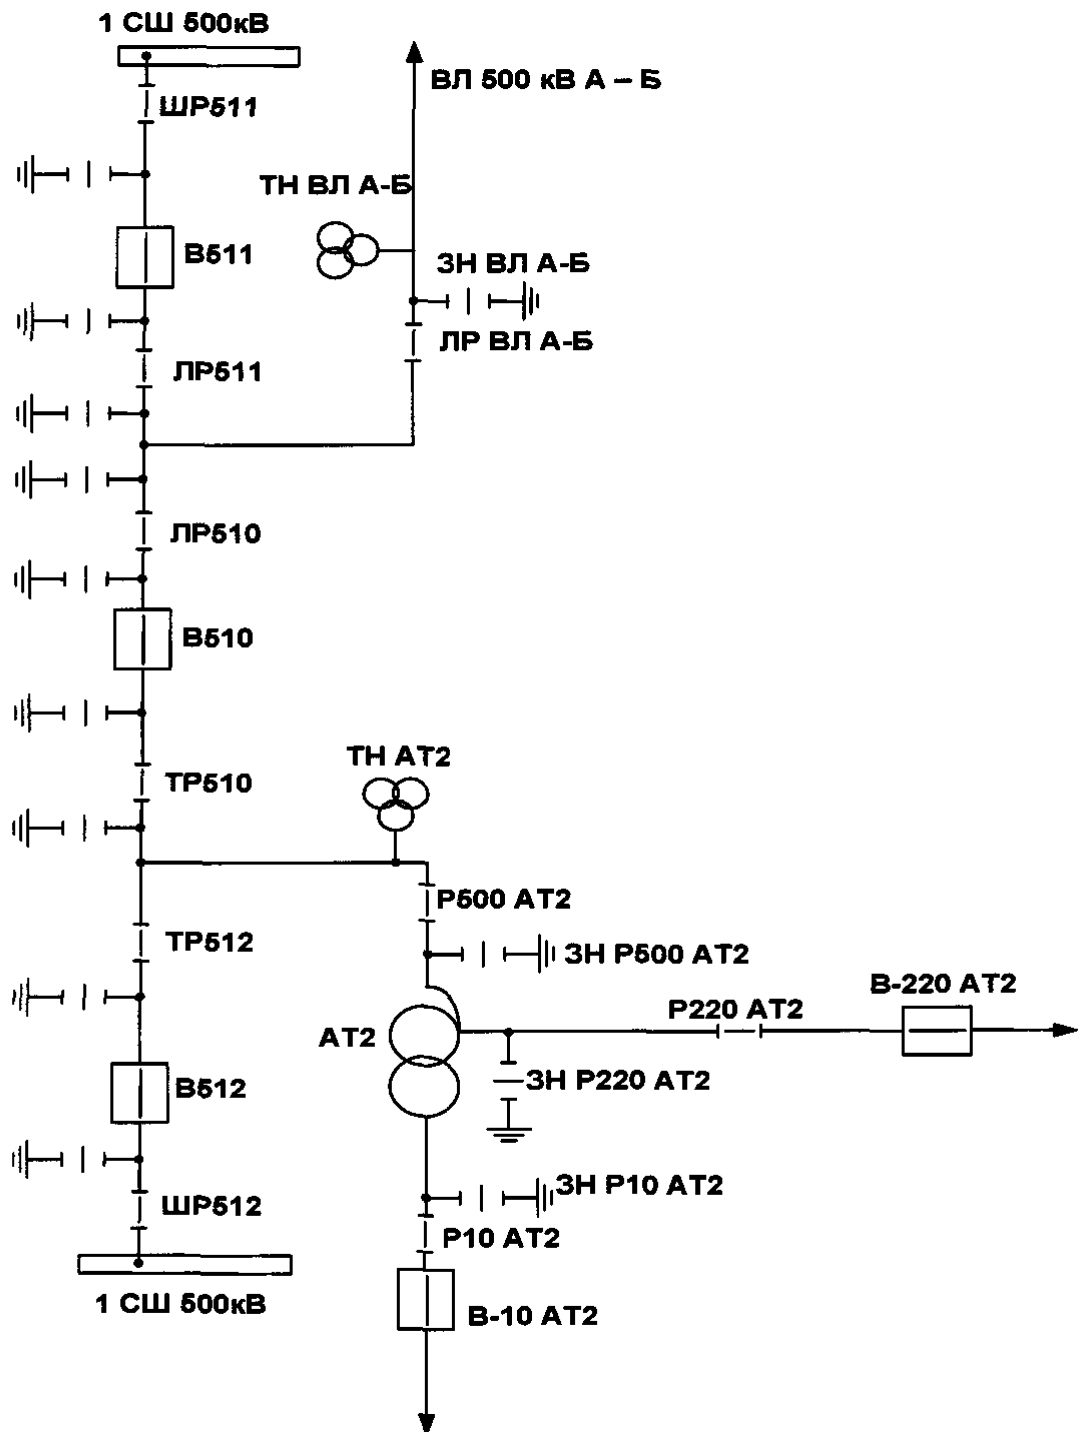 1 СШ 500кВ
ВЛ 500 кВ А – Б
ШР511
ТН ВЛ А-Б
В511
ЗН ВЛ А-Б
ЛР ВЛ А-Б
ЛР511
ЛР510
В510
ТН АТ2
ТР510
Р500 АТ2
ТР512
ЗН Р500 АТ2
В-220 АТ2
Р220 АТ2
АТ2
ЗН Р220 АТ2
В512
ЗН Р10 АТ2
ШР512
Р10 АТ2
1 СШ 500кВ
В-10 АТ2